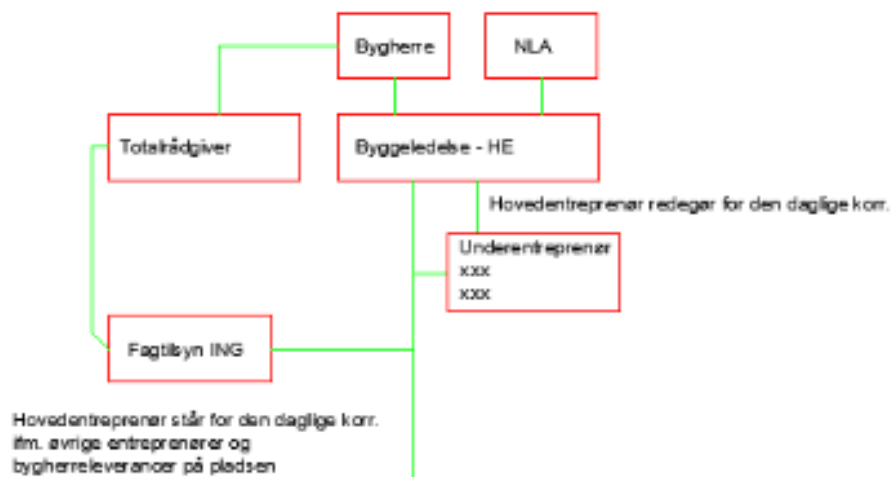 Bygherre
NLA
Totalrådgiver
Byggeledelse - HE
Hovedentreprenør redegør for den daglige korr.
Underentreprenør
xxx
xxx
Fagtilsyn ING
Hovedentreprenør står for den daglige korr.
ifm. øvrige entreprenører og
bygherreleverancer på pladsen